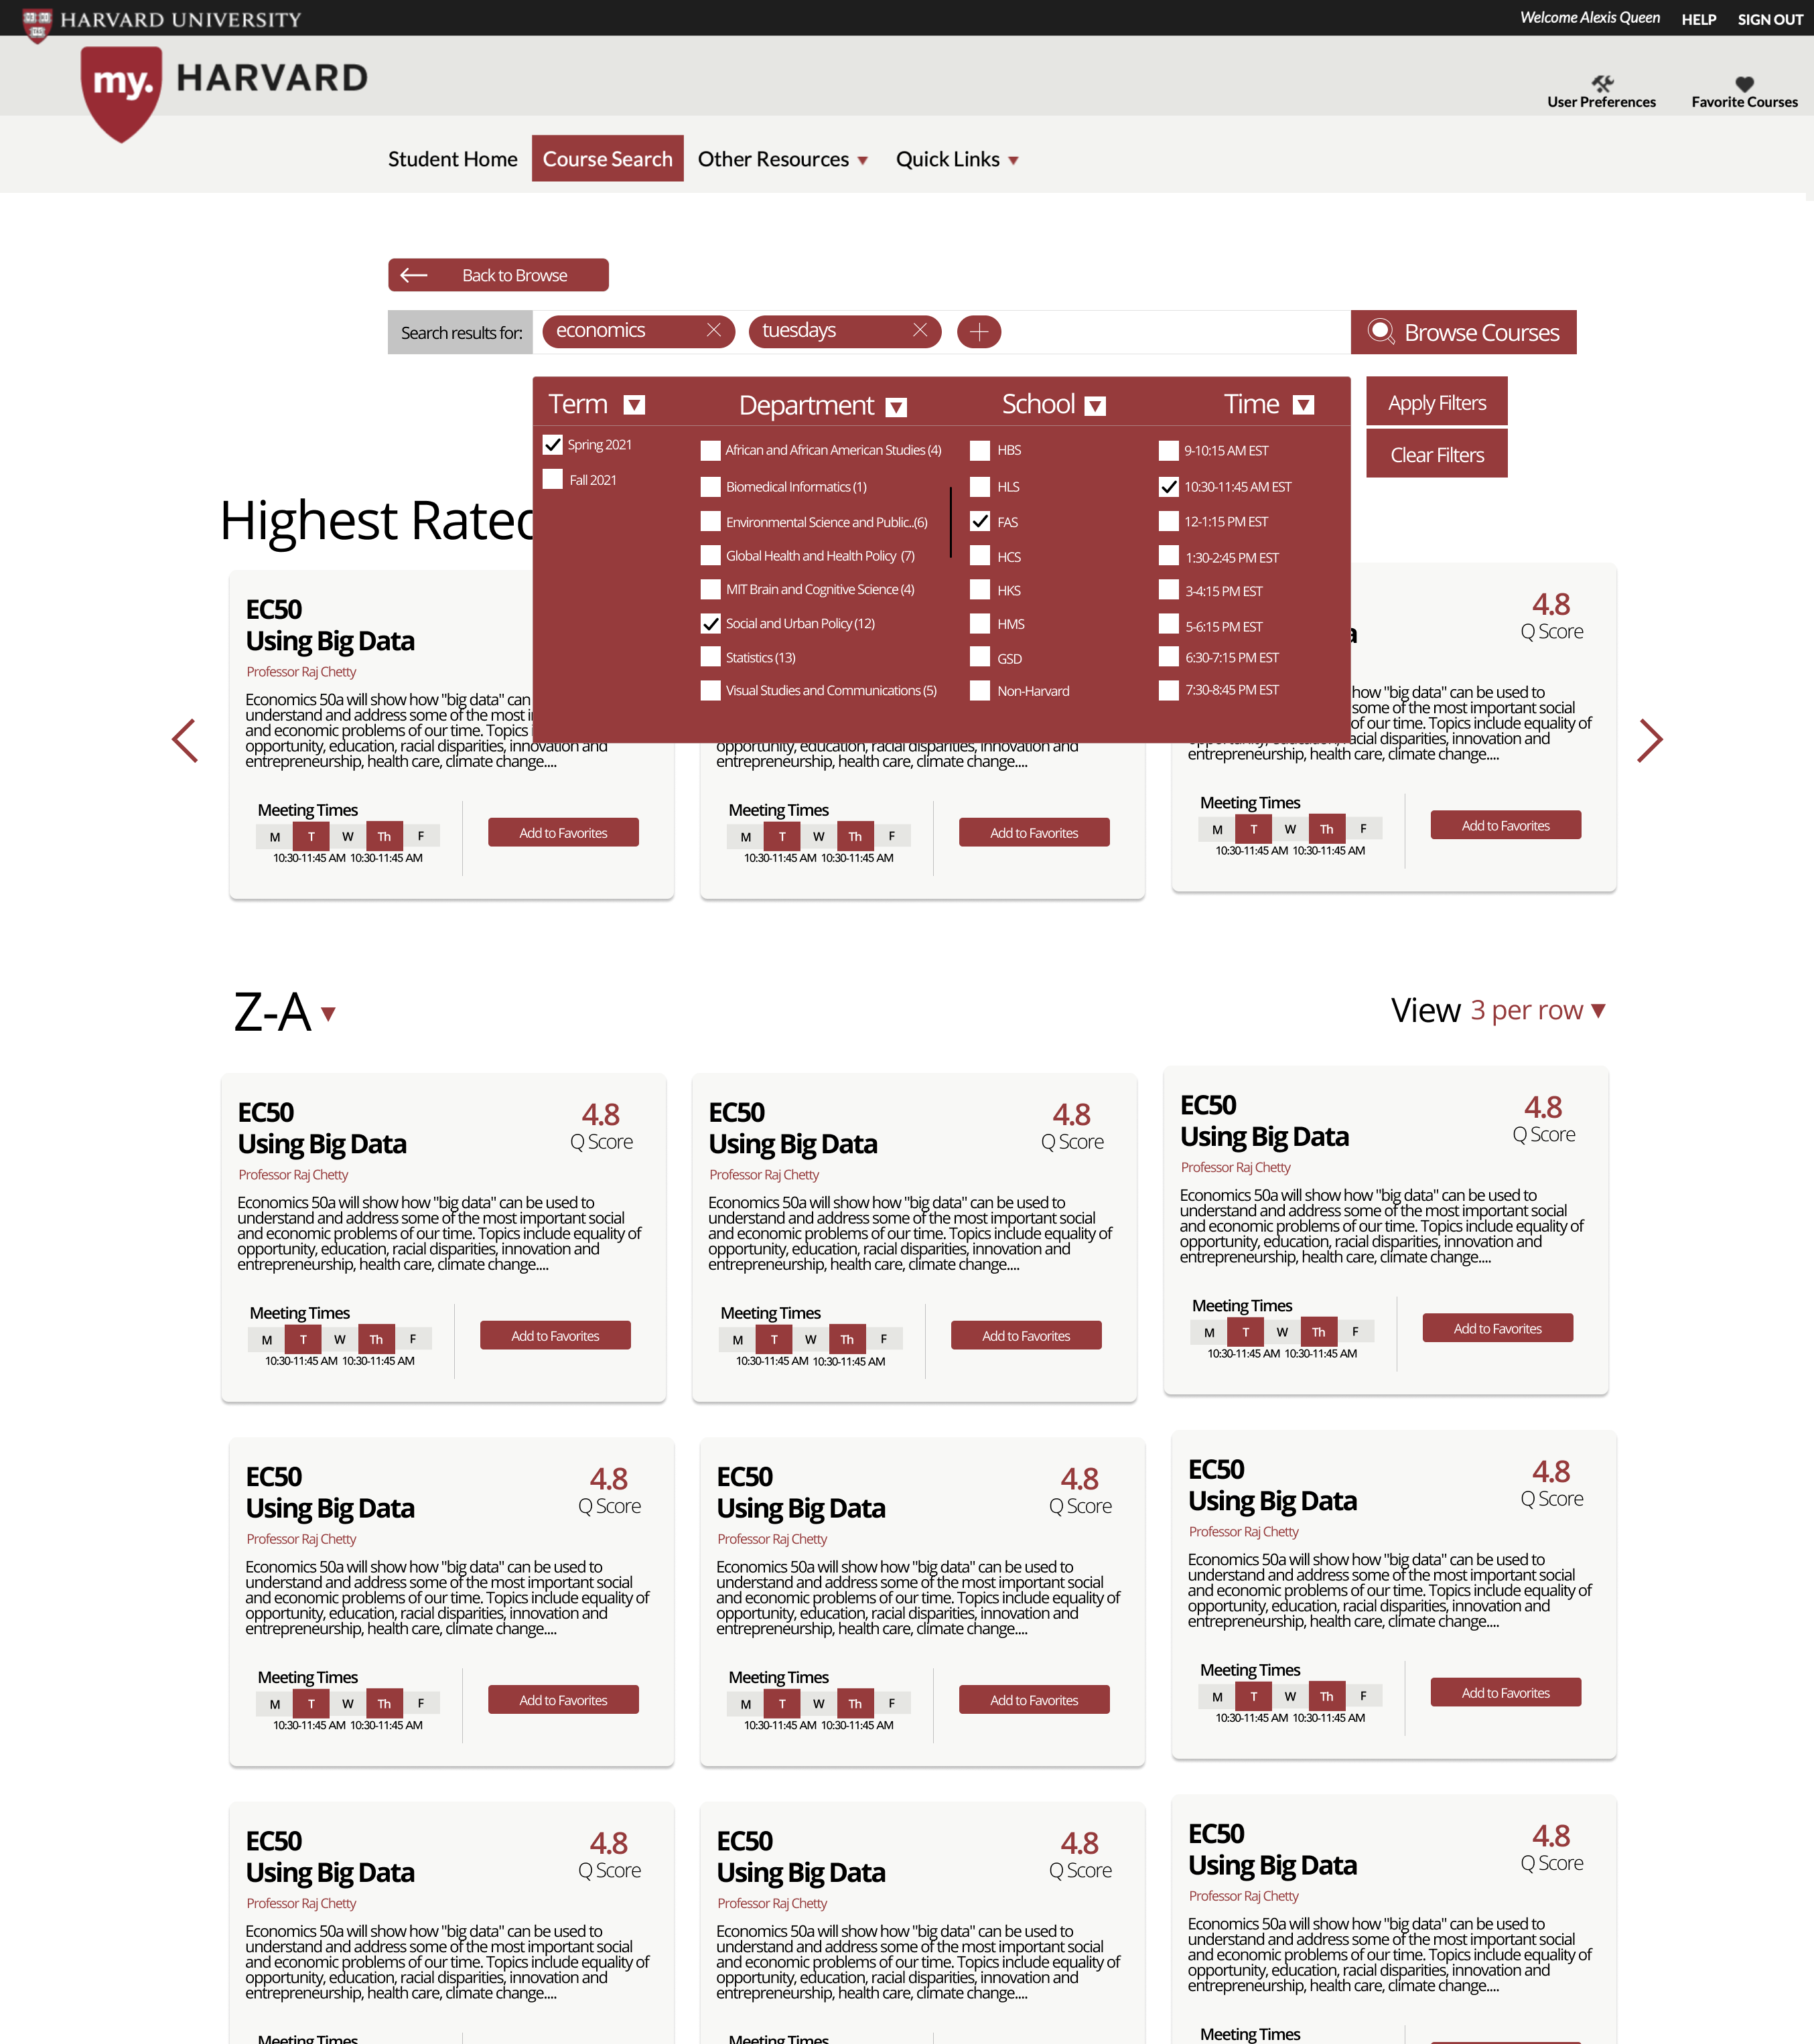 HARVARD UNIVERSITY
Welcome Alexis Queen HELP SIGN OUT
my. HARVARD
User Preferences Favorite Courses
Student Home Course Search Other Resources Quick Links
Back to Browse
Search results for: economics tuesdays Browse Courses
Term Department School Time
Apply Filters
Clear Filters
Spring 2021
Fall 2021
African and African American Studies (4)
Biomedical Informatics (1)
Environmental Science and Public..(6)
Global Health and Health Policy (7)
MIT Brain and Cognitive Science (4)
Social and Urban Policy (12)
Statistics (13)
Visual Studies and Communications (5)
HBS
HLS
FAS
HCS
HKS
HMS
GSD
Non-Harvard
9-10:15 AM EST
10:30-11:45 AM EST
12-1:15 PM EST
1:30-2:45 PM EST
3-4:15 PM EST
5-6:15 PM EST
6:30-7:15 PM EST
7:30-8:45 PM EST
Highest Rated
EC50
Using Big Data
Professor Raj Chetty
Economics 50a will show how "big data" can
understand and address some of the most
and economic problems of our time. Topics
opportunity, education, racial disparities, innovation and
entrepreneurship, health care, climate change....
Meeting Times
M T W Th F
10:30-11:45 AM 10:30-11:45 AM
Add to Favorites
opportunity, education, racial disparities, innovation and
entrepreneurship, health care, climate change....
Meeting Times
M T W Th F
10:30-11:45 AM 10:30-11:45 AM
Add to Favorites
4.8
Q Score
how "big data" can be used to
some of the most important social
of our time. Topics include equality of
racial disparities, innovation and
entrepreneurship, health care, climate change....
Meeting Times
M T W Th F
10:30-11:45 AM 10:30-11:45 AM
Add to Favorites
Z-A
View 3 per row
EC50
Using Big Data
4.8
Q Score
Professor Raj Chetty
Economics 50a will show how "big data" can be used to
understand and address some of the most important social
and economic problems of our time. Topics include equality of
opportunity, education, racial disparities, innovation and
entrepreneurship, health care, climate change....
Meeting Times
M T W Th F
10:30-11:45 AM 10:30-11:45 AM
Add to Favorites
EC50
Using Big Data
4.8
Q Score
Professor Raj Chetty
Economics 50a will show how "big data" can be used to
understand and address some of the most important social
and economic problems of our time. Topics include equality of
opportunity, education, racial disparities, innovation and
entrepreneurship, health care, climate change....
Meeting Times
M T W Th F
10:30-11:45 AM 10:30-11:45 AM
Add to Favorites
EC50
Using Big Data
4.8
Q Score
Professor Raj Chetty
Economics 50a will show how "big data" can be used to
understand and address some of the most important social
and economic problems of our time. Topics include equality of
opportunity, education, racial disparities, innovation and
entrepreneurship, health care, climate change....
Meeting Times
M T W Th F
10:30-11:45 AM 10:30-11:45 AM
Add to Favorites
EC50
Using Big Data
4.8
Q Score
Professor Raj Chetty
Economics 50a will show how "big data" can be used to
understand and address some of the most important social
and economic problems of our time. Topics include equality of
opportunity, education, racial disparities, innovation and
entrepreneurship, health care, climate change....
Meeting Times
M T W Th F
10:30-11:45 AM 10:30-11:45 AM
Add to Favorites
EC50
Using Big Data
4.8
Q Score
Professor Raj Chetty
Economics 50a will show how "big data" can be used to
understand and address some of the most important social
and economic problems of our time. Topics include equality of
opportunity, education, racial disparities, innovation and
entrepreneurship, health care, climate change....
Meeting Times
M T W Th F
10:30-11:45 AM 10:30-11:45 AM
Add to Favorites
EC50
Using Big Data
4.8
Q Score
Professor Raj Chetty
Economics 50a will show how "big data" can be used to
understand and address some of the most important social
and economic problems of our time. Topics include equality of
opportunity, education, racial disparities, innovation and
entrepreneurship, health care, climate change....
Meeting Times
M T W Th F
10:30-11:45 AM 10:30-11:45 AM
Add to Favorites
EC50
Using Big Data
4.8
Q Score
Professor Raj Chetty
Economics 50a will show how "big data" can be used to
understand and address some of the most important social
and economic problems of our time. Topics include equality of
opportunity, education, racial disparities, innovation and
entrepreneurship, health care, climate change....
Meeting Times
EC50
Using Big Data
4.8
Q Score
Professor Raj Chetty
Economics 50a will show how "big data" can be used to
understand and address some of the most important social
and economic problems of our time. Topics include equality of
opportunity, education, racial disparities, innovation and
entrepreneurship, health care, climate change....
Meeting Times
EC50
Using Big Data
4.8
Q Score
Professor Raj Chetty
Economics 50a will show how "big data" can be used to
understand and address some of the most important social
and economic problems of our time. Topics include equality of
opportunity, education, racial disparities, innovation and
entrepreneurship, health care, climate change....
Meeting Times